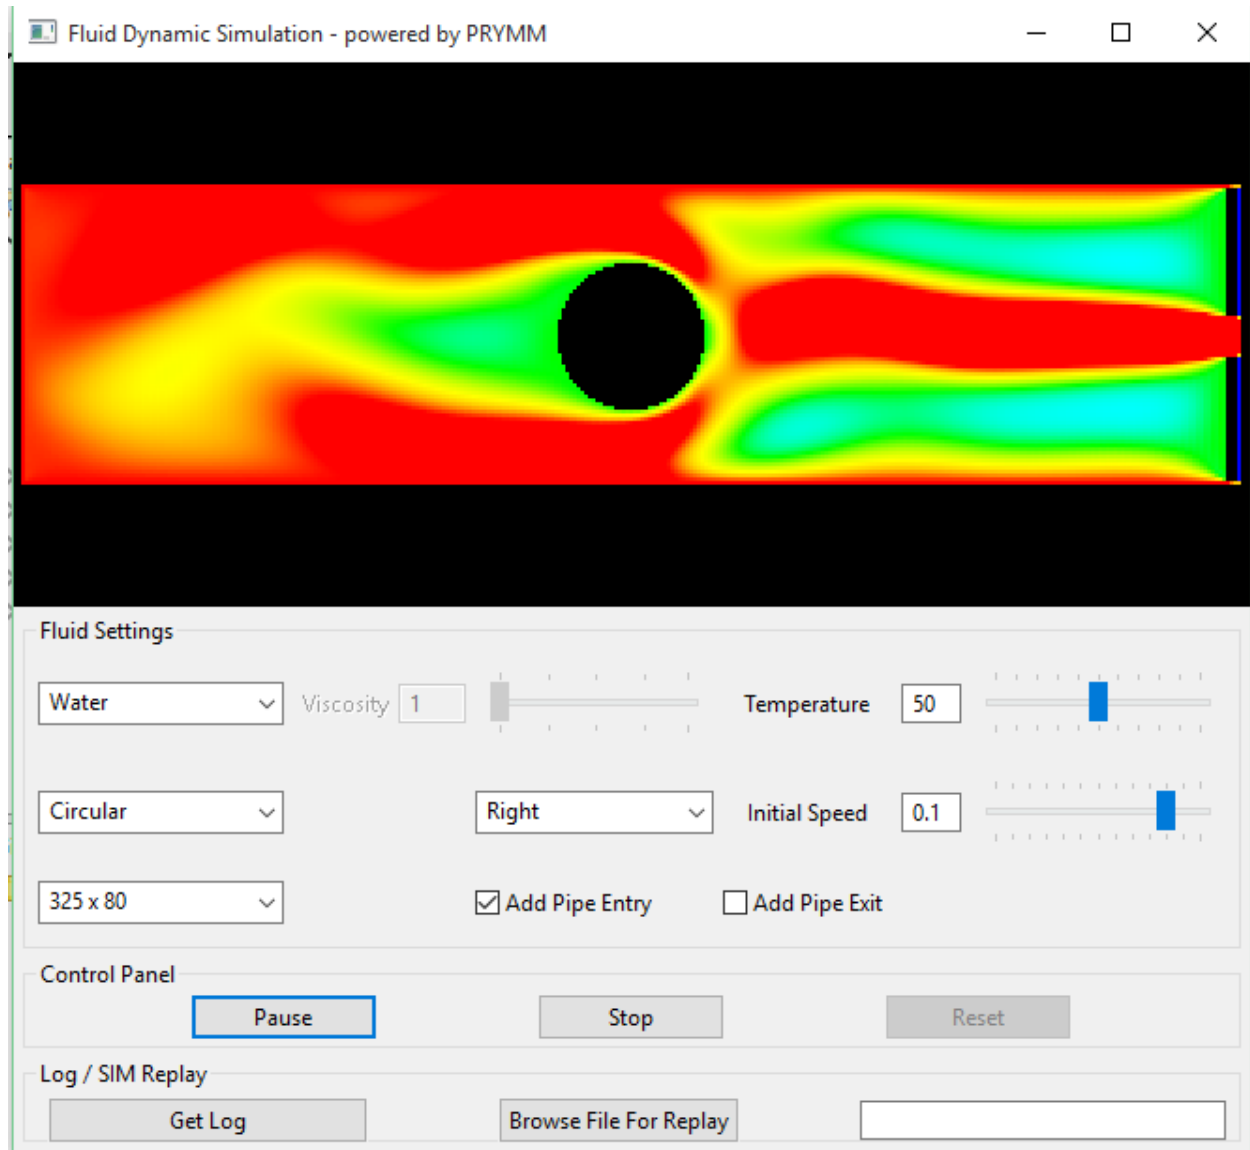 Fluid Dynamic Simulation - powered by PRYMM
Fluid Settings
Water Viscosity 1 Temperature 50
Circular Right Initial Speed 0.1
325 x 80 Add Pipe Entry Add Pipe Exit
Control Panel
Pause Stop Reset
Log / SIM Replay
Get Log Browse File For Replay